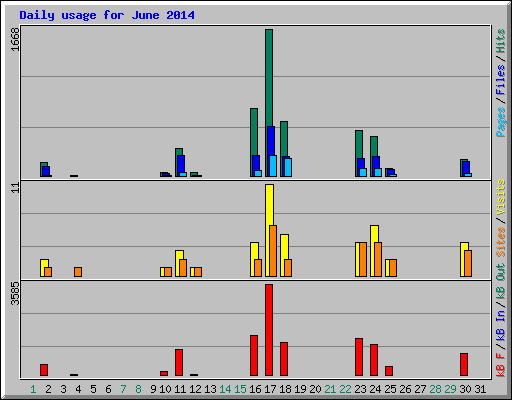 Daily usage for June 2014
1668
Pages / Files / Hits
11
Sites / Visits
3585
kB F / kB In / kB Out
1 2 3 4 5 6 7 8 9 10 11 12 13 14 15 16 17 18 19 20 21 22 23 24 25 26 27 28 29 30 31